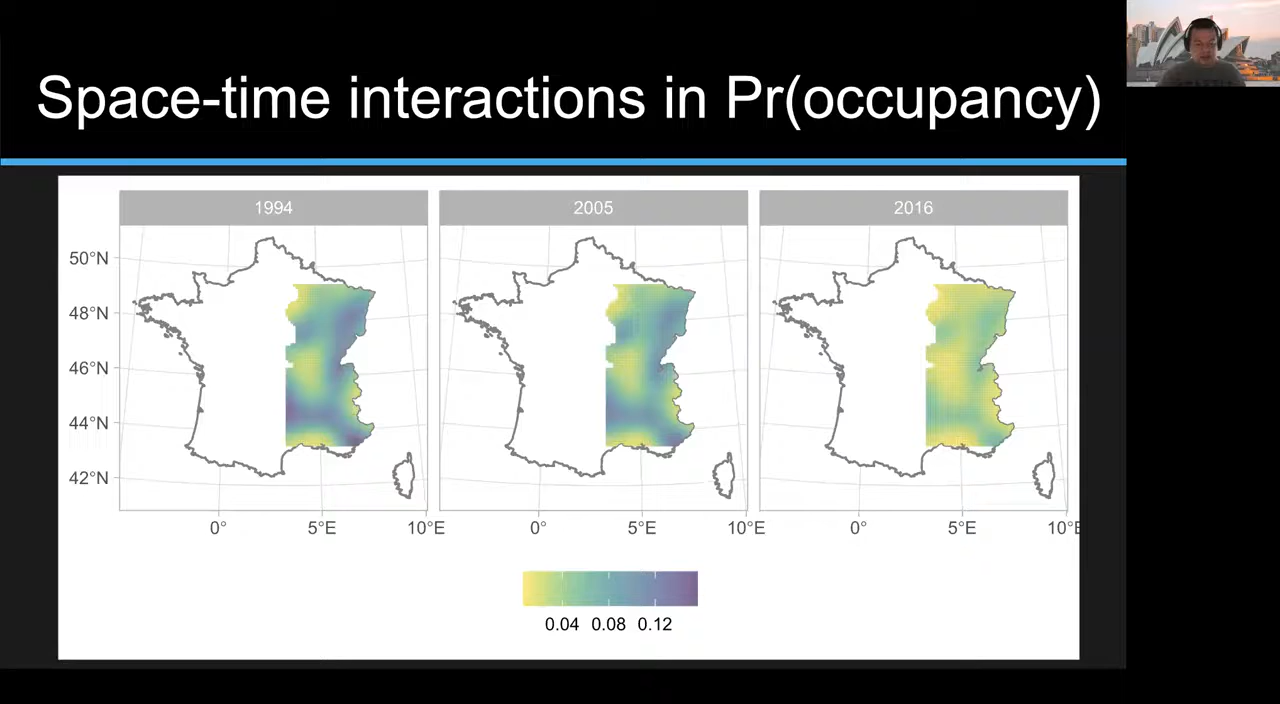 Space-time interactions in Pr(occupancy)
1994 2005 2016
50°N
48°N
46°N
44°N
42°N
0° 5°E 10°E 0° 5°E 10°E 0° 5°E 10°E
0.04 0.08 0.12